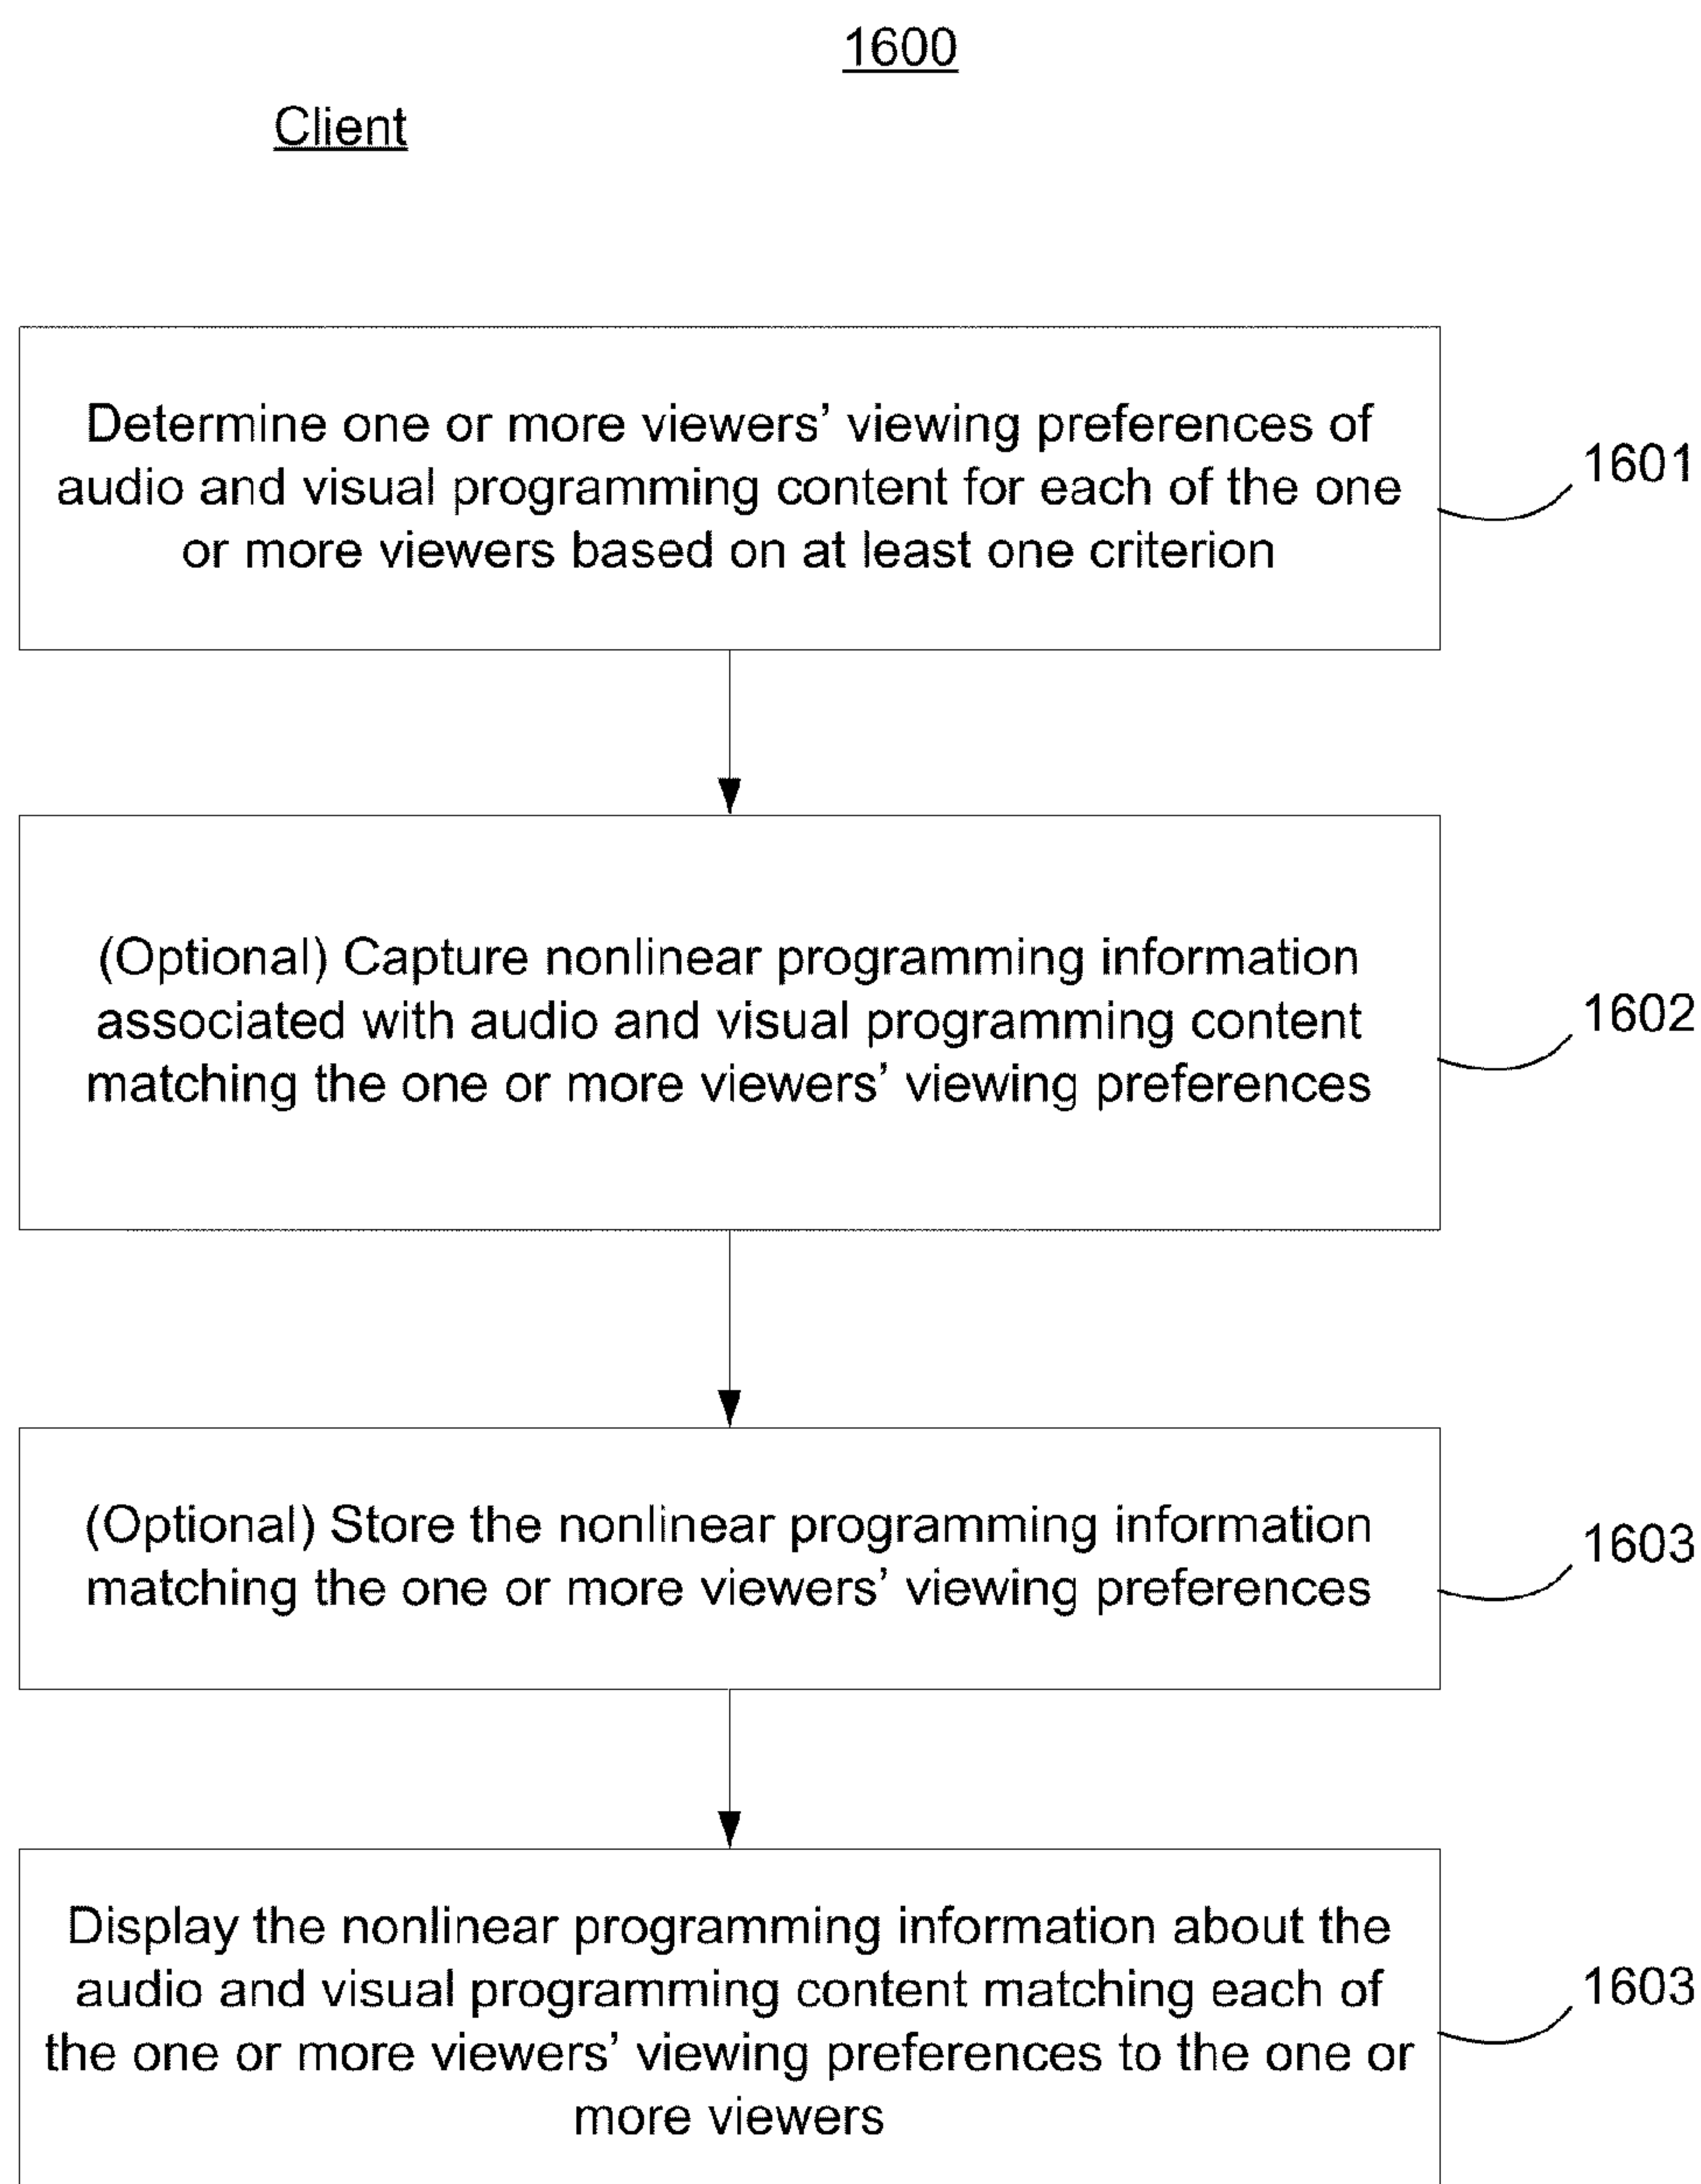 1600
Client
Determine one or more viewers’ viewing preferences of
audio and visual programming content for each of the one
or more viewers based on at least one criterion
1601
(Optional) Capture nonlinear programming information
associated with audio and visual programming content
matching the one or more viewers’ viewing preferences
1602
(Optional) Store the nonlinear programming information
matching the one or more viewers’ viewing preferences
1603
Display the nonlinear programming information about the
audio and visual programming content matching each of
the one or more viewers’ viewing preferences to the one or
more viewers
1603